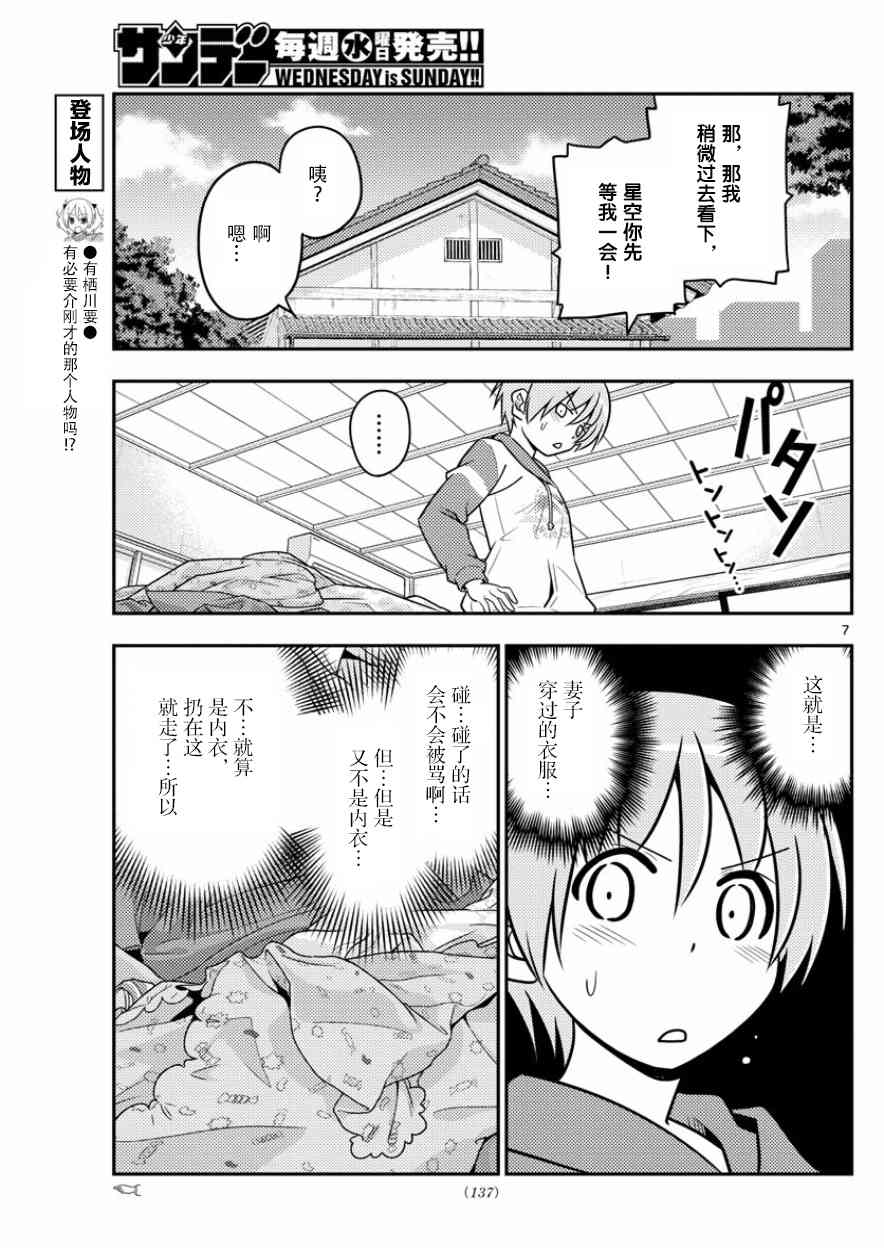 少年
サンデー
毎週水曜日発売!!
WEDNESDAY is SUNDAY!!
登场人物
●有栖川要●
有必要介刚才的那个人物吗!?
那，那我
稍微过去看下，
星空你先
等我一会！
咦？
啊
嗯…
パタン
トントン
トントン…
……
7
这就是…
妻子
穿过的衣服…
碰…碰了的话
会不会被骂啊…
但…但是
又不是内衣…
不…就算
是内衣，
扔在这
就走了…所以
(137)